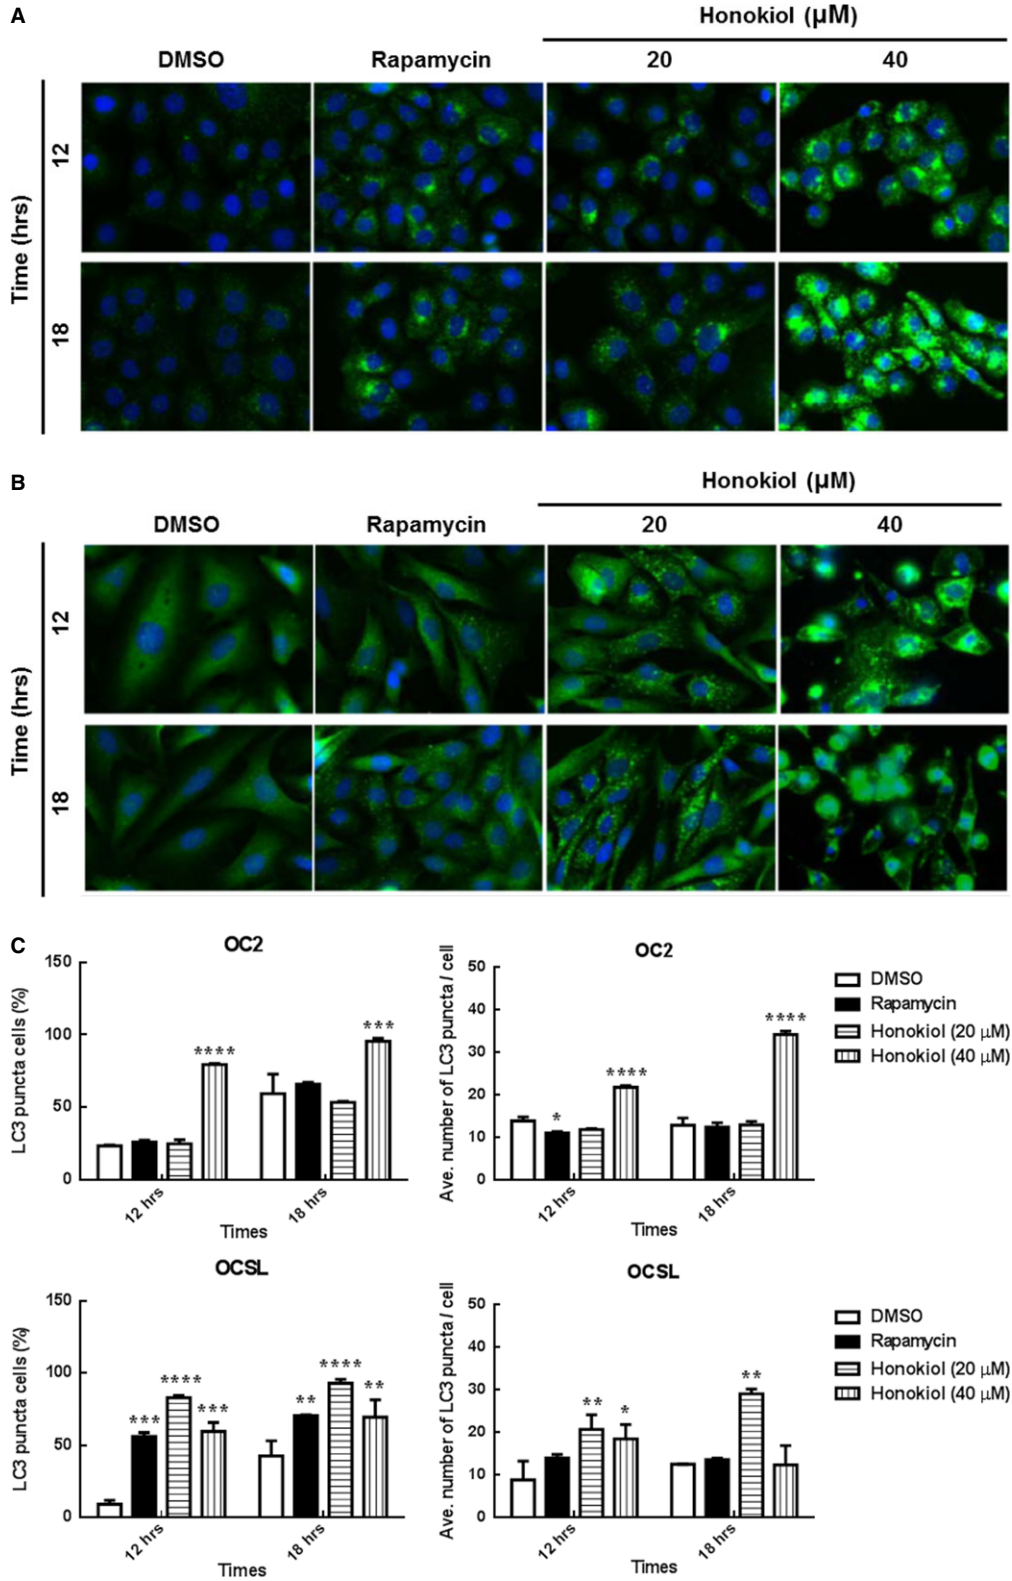 A
Honokiol (μM)
DMSO Rapamycin 20 40
Time (hrs)
12
18
B
Honokiol (μM)
DMSO Rapamycin 20 40
Time (hrs)
12
18
C
OC2
LC3 puncta cells (%)
150
100
50
0
****
***
12 hrs 18 hrs
Times
OC2
Ave. number of LC3 puncta / cell
50
40
30
20
10
0
*
****
****
12 hrs 18 hrs
Times
DMSO
Rapamycin
Honokiol (20 μM)
Honokiol (40 μM)
OCSL
LC3 puncta cells (%)
150
100
50
0
***
****
***
**
****
**
12 hrs 18 hrs
Times
OCSL
Ave. number of LC3 puncta / cell
50
40
30
20
10
0
**
*
**
12 hrs 18 hrs
Times
DMSO
Rapamycin
Honokiol (20 μM)
Honokiol (40 μM)